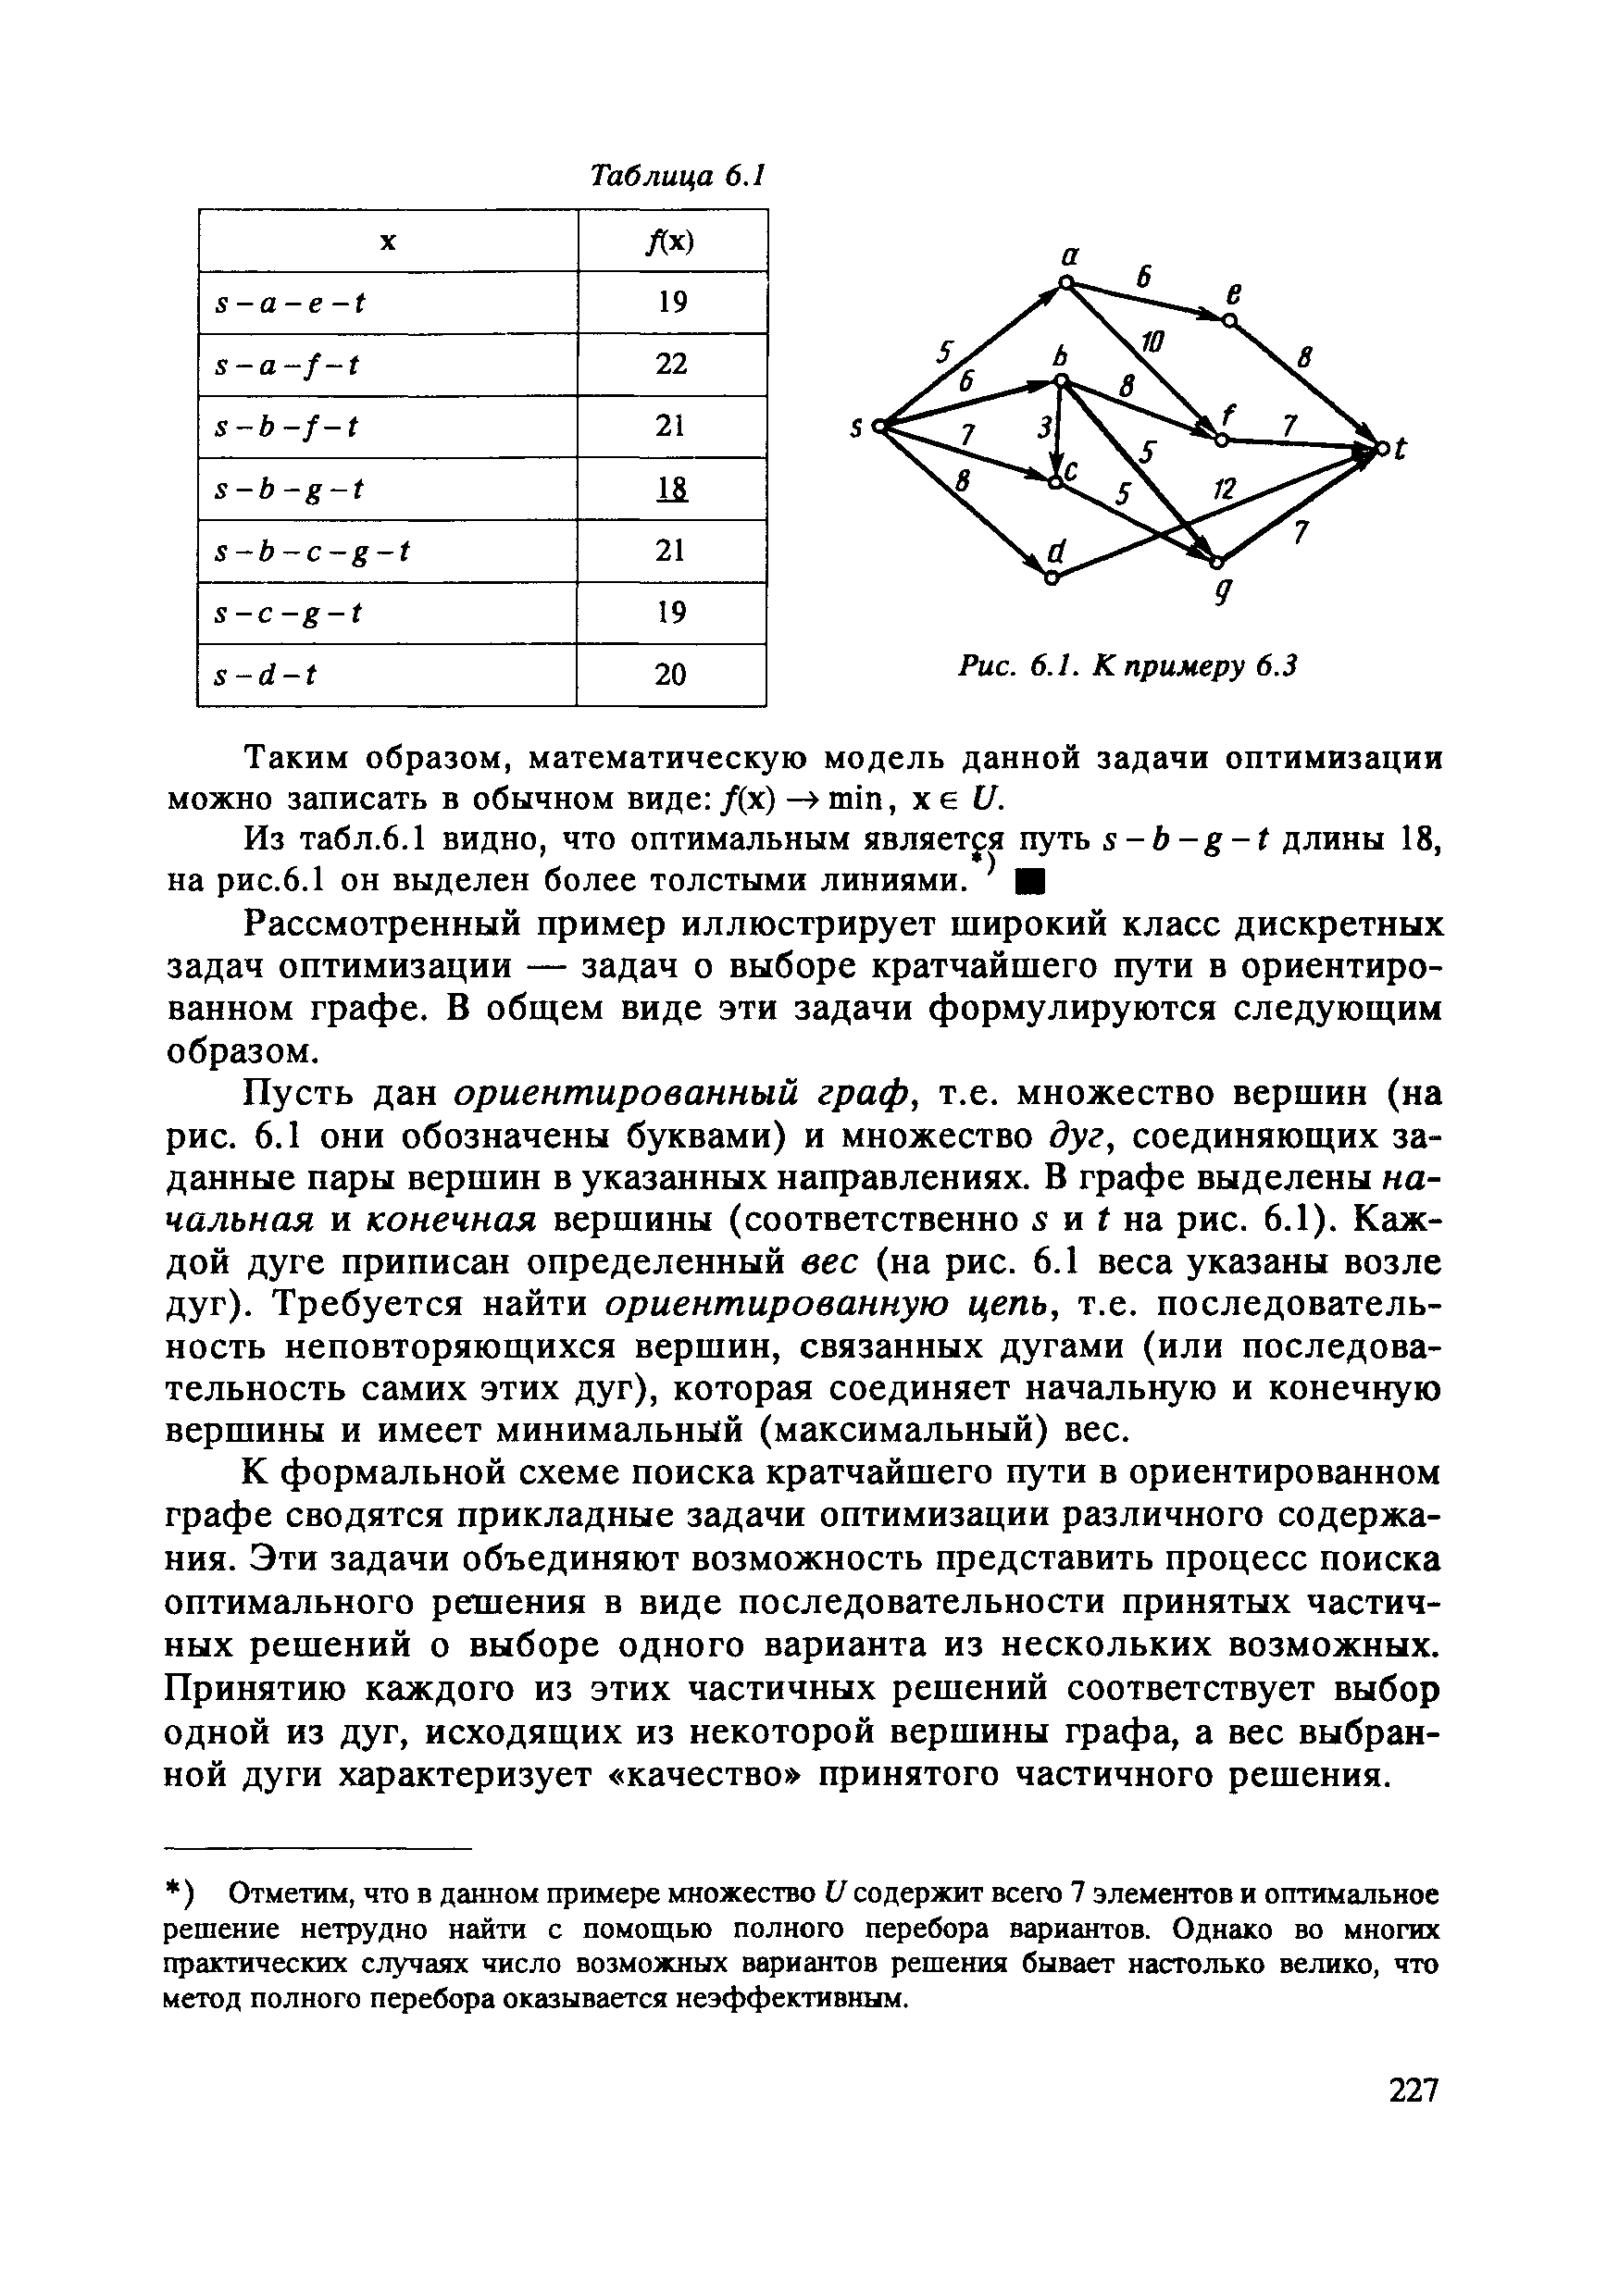 Таблица 6.1
x f(x)
s – a – e – t 19
s – a – f – t 22
s – b – f – t 21
s – b – g – t 18
s – b – c – g – t 21
s – c – g – t 19
s – d – t 20
a
6
e
5
10
8
b
6
8
f
s
7
3
7
t
c
5
8
5
12
d
7
g
Рис. 6.1. К примеру 6.3
Таким образом, математическую модель данной задачи оптимизации
можно записать в обычном виде: f(x) → min, x ∈ U.
Из табл.6.1 видно, что оптимальным является путь s – b – g – t длины 18,
на рис.6.1 он выделен более толстыми линиями. *) ■
Рассмотренный пример иллюстрирует широкий класс дискретных
задач оптимизации — задач о выборе кратчайшего пути в ориентиро-
ванном графе. В общем виде эти задачи формулируются следующим
образом.
Пусть дан ориентированный граф, т.е. множество вершин (на
рис. 6.1 они обозначены буквами) и множество дуг, соединяющих за-
данные пары вершин в указанных направлениях. В графе выделены на-
чальная и конечная вершины (соответственно s и t на рис. 6.1). Каж-
дой дуге приписан определенный вес (на рис. 6.1 веса указаны возле
дуг). Требуется найти ориентированную цепь, т.е. последователь-
ность неповторяющихся вершин, связанных дугами (или последова-
тельность самих этих дуг), которая соединяет начальную и конечную
вершины и имеет минимальный (максимальный) вес.
К формальной схеме поиска кратчайшего пути в ориентированном
графе сводятся прикладные задачи оптимизации различного содержа-
ния. Эти задачи объединяют возможность представить процесс поиска
оптимального решения в виде последовательности принятых частич-
ных решений о выборе одного варианта из нескольких возможных.
Принятию каждого из этих частичных решений соответствует выбор
одной из дуг, исходящих из некоторой вершины графа, а вес выбран-
ной дуги характеризует «качество» принятого частичного решения.
*) Отметим, что в данном примере множество U содержит всего 7 элементов и оптимальное
решение нетрудно найти с помощью полного перебора вариантов. Однако во многих
практических случаях число возможных вариантов решения бывает настолько велико, что
метод полного перебора оказывается неэффективным.
227